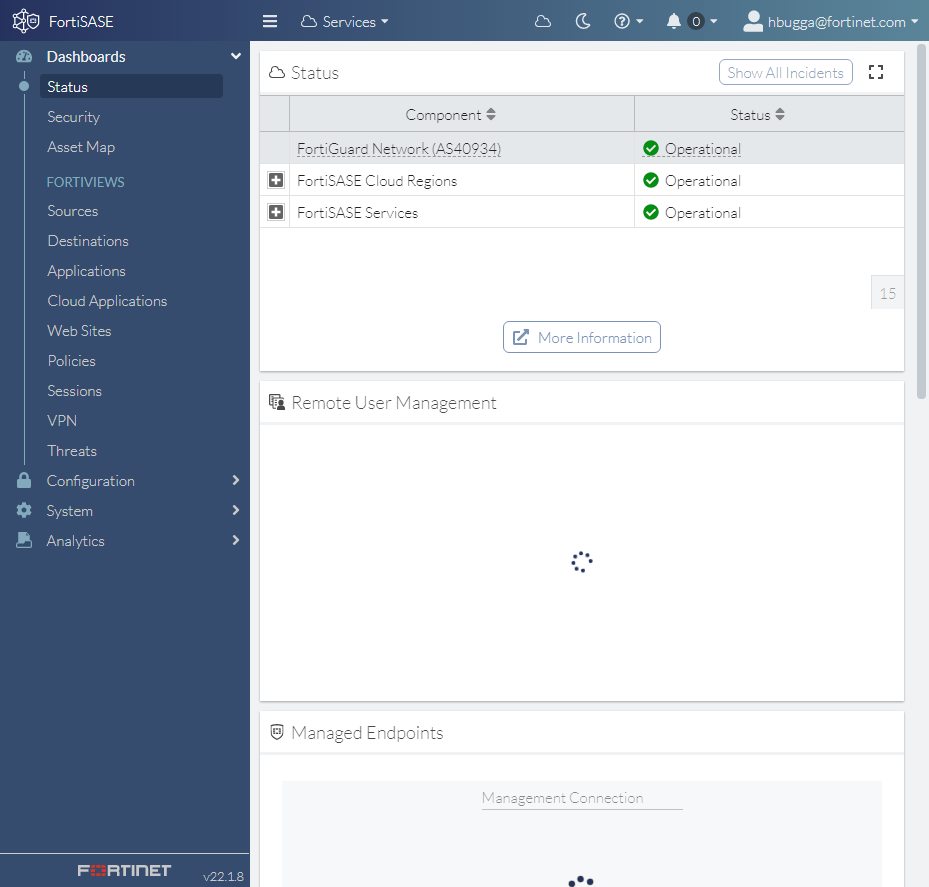 FortiSASE
Services
0
hbugga@fortinet.com
Dashboards
Status
Security
Asset Map
FORTIVIEWS
Sources
Destinations
Applications
Cloud Applications
Web Sites
Policies
Sessions
VPN
Threats
Configuration
System
Analytics
FORTINET
v22.1.8
Status
Show All Incidents
Component Status
FortiGuard Network (AS40934) Operational
FortiSASE Cloud Regions Operational
FortiSASE Services Operational
15
More Information
Remote User Management
Managed Endpoints
Management Connection